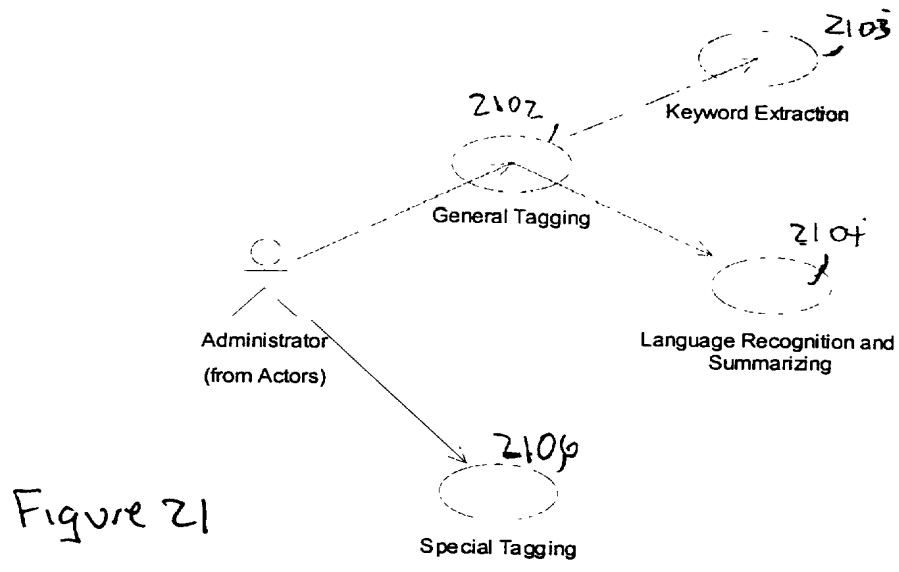 2103
Keyword Extraction
2102
General Tagging
2104
Language Recognition and
Summarizing
Administrator
(from Actors)
2106
Special Tagging
Figure 21